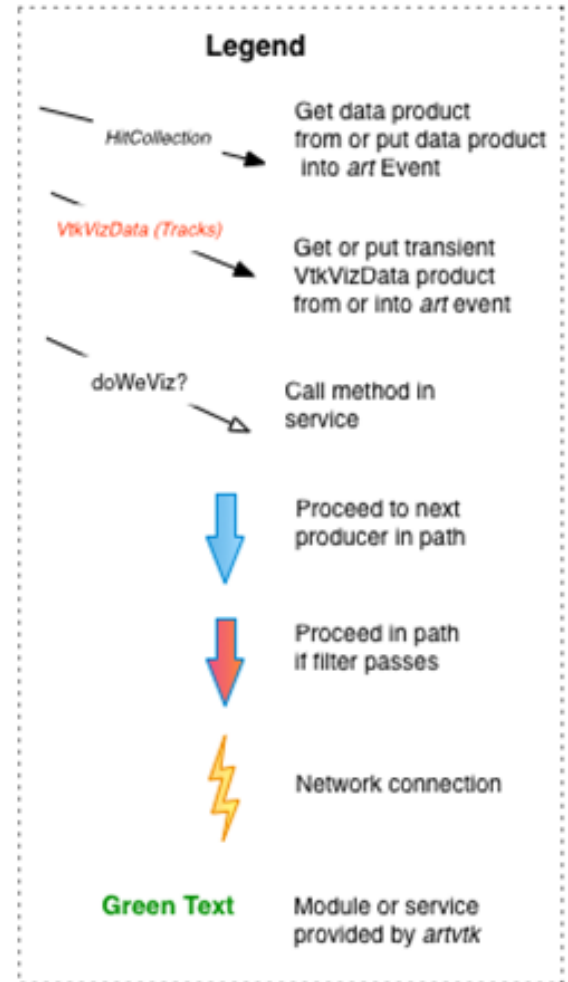 Legend
HitCollection
Get data product
from or put data product
into art Event
VtkVizData (Tracks)
Get or put transient
VtkVizData product
from or into art event
doWeViz?
Call method in
service
Proceed to next
producer in path
Proceed in path
if filter passes
Network connection
Green Text
Module or service
provided by artvtk